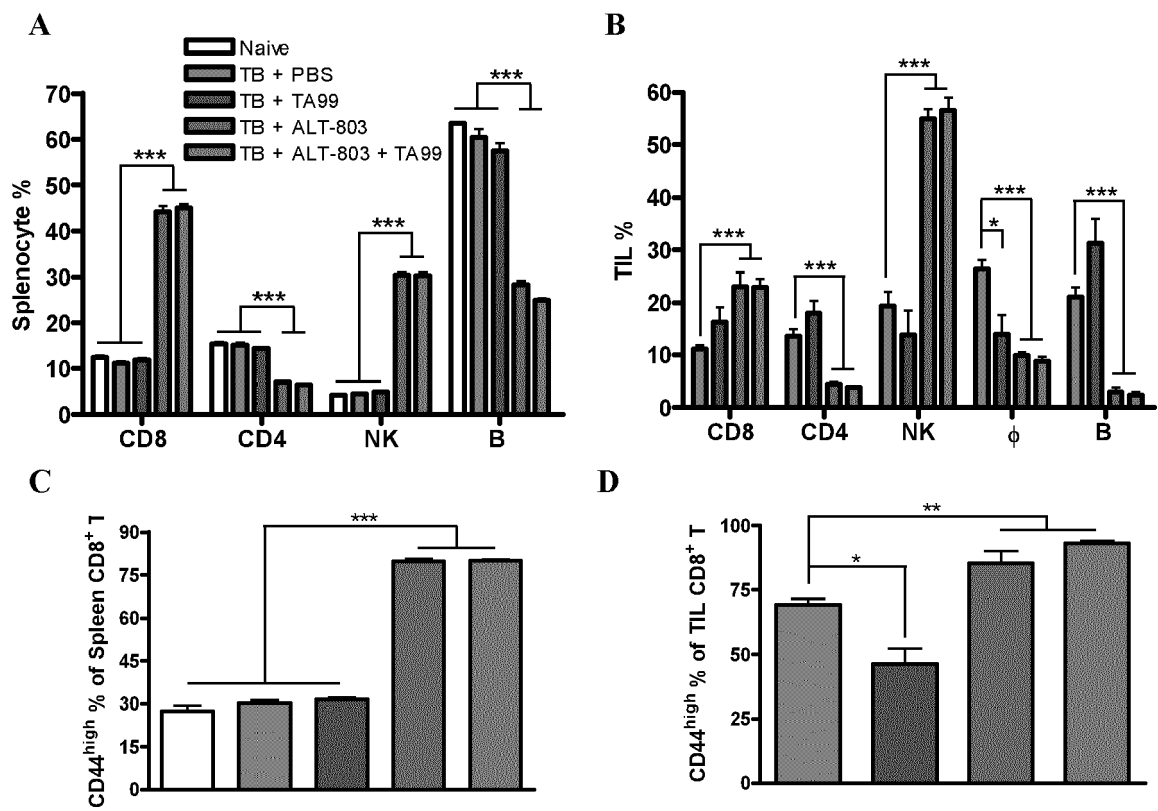 A
Naive
TB + PBS
TB + TA99
TB + ALT-803
TB + ALT-803 + TA99
Splenocyte %
70
60
50
40
30
20
10
0
***
***
***
***
CD8
CD4
NK
B
B
TIL %
60
50
40
30
20
10
0
***
***
***
***
*
***
CD8
CD4
NK
ϕ
B
C
CD44high % of Spleen CD8+ T
90
75
60
45
30
15
0
***
D
CD44high % of TIL CD8+ T
100
75
50
25
0
**
*